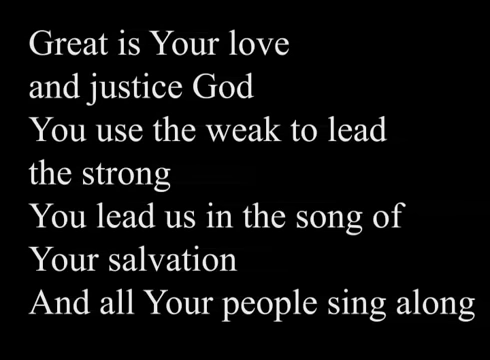 Great is Your love
and justice God
You use the weak to lead
the strong
You lead us in the song of
Your salvation
And all Your people sing along